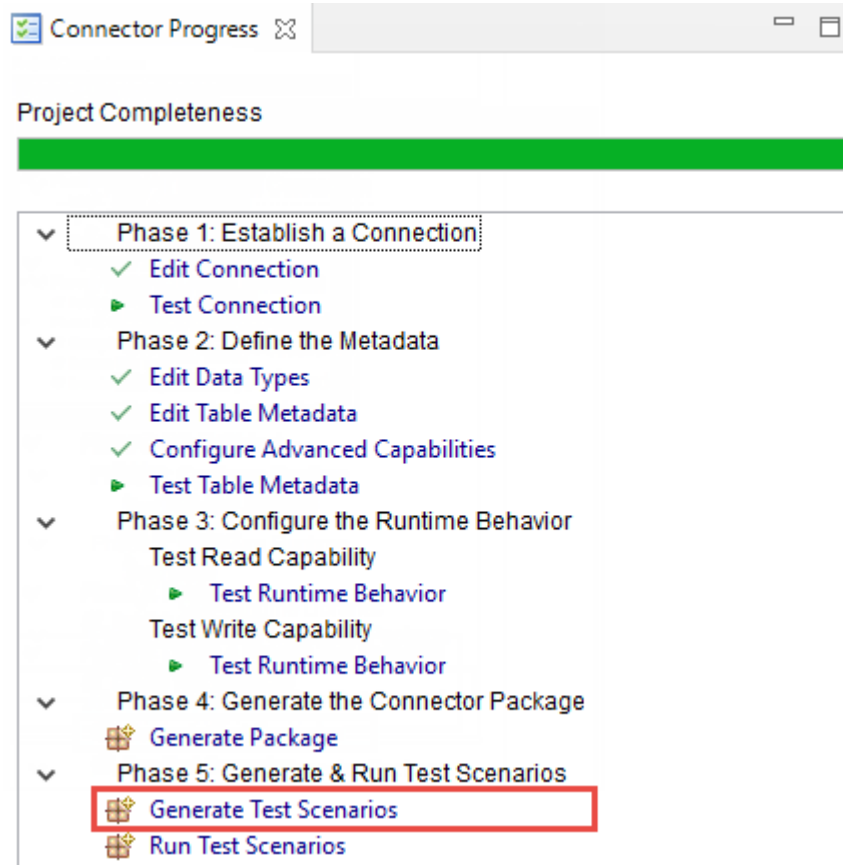 Connector Progress
Project Completeness
Phase 1: Establish a Connection
Edit Connection
Test Connection
Phase 2: Define the Metadata
Edit Data Types
Edit Table Metadata
Configure Advanced Capabilities
Test Table Metadata
Phase 3: Configure the Runtime Behavior
Test Read Capability
Test Runtime Behavior
Test Write Capability
Test Runtime Behavior
Phase 4: Generate the Connector Package
Generate Package
Phase 5: Generate & Run Test Scenarios
Generate Test Scenarios
Run Test Scenarios